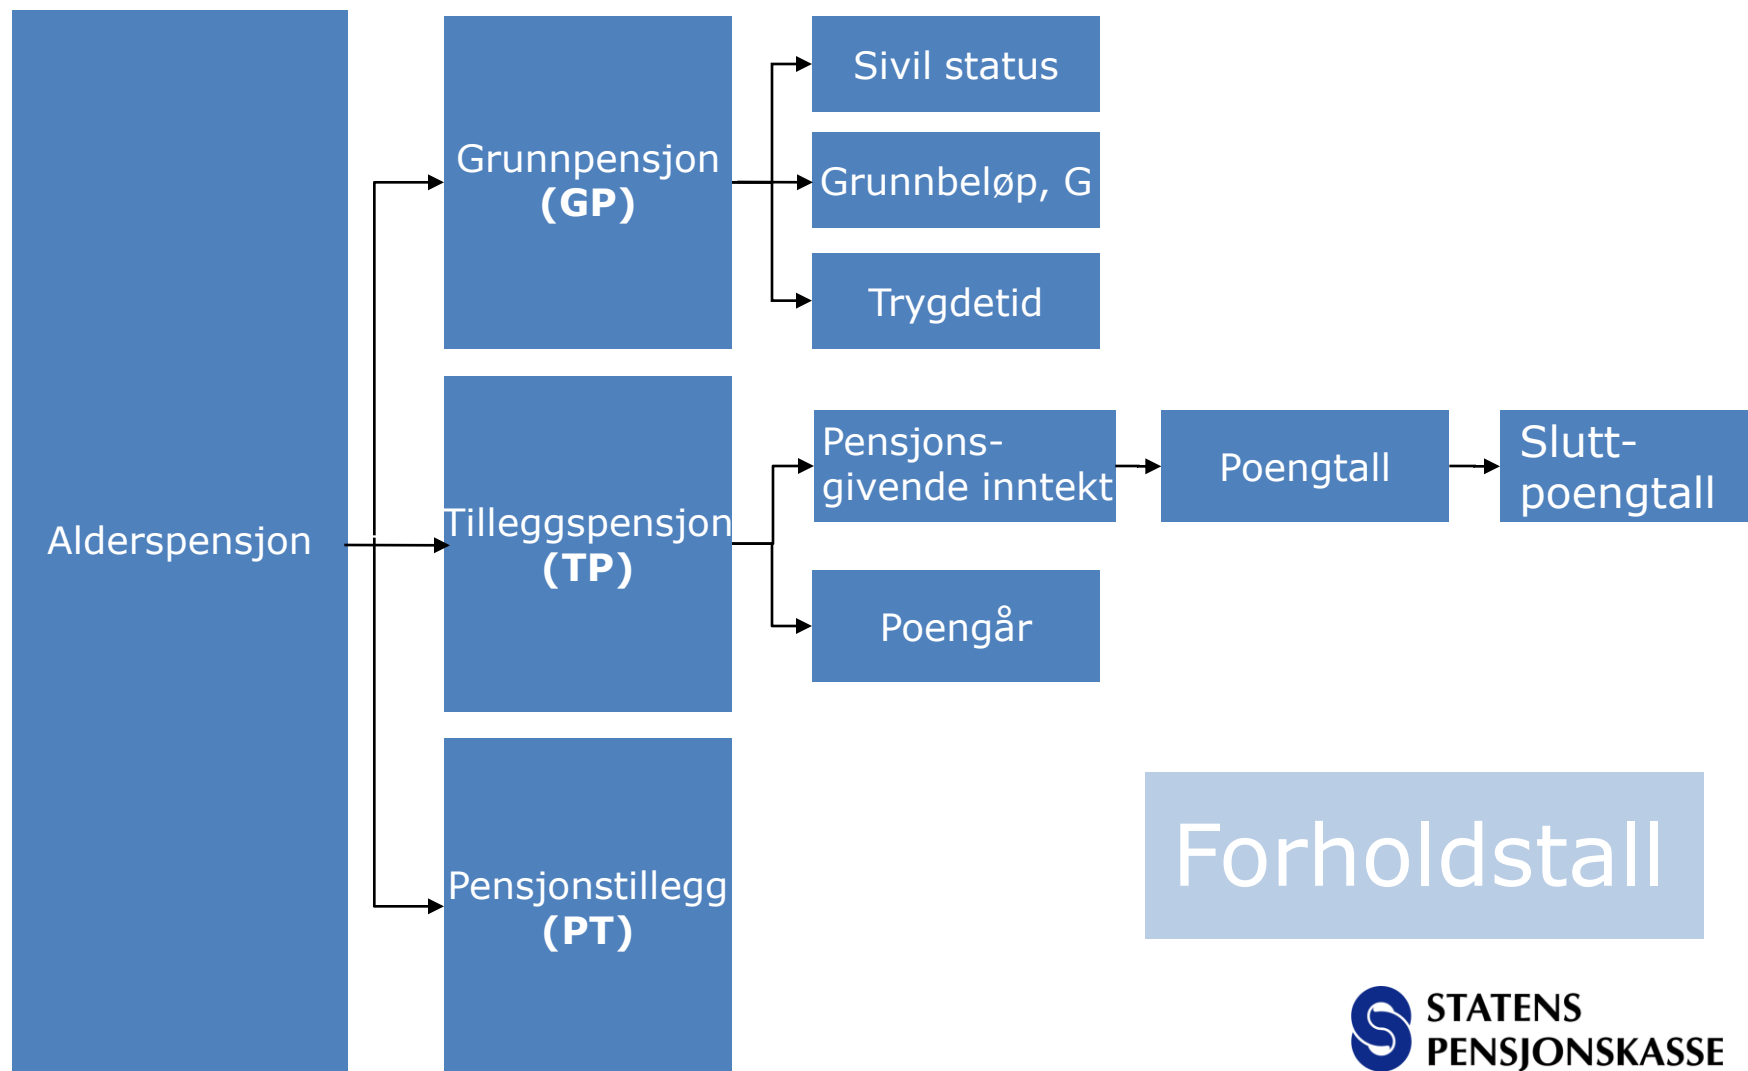 Alderspensjon
Grunnpensjon
(GP)
Sivil status
Grunnbeløp, G
Trygdetid
Tilleggspensjon
(TP)
Pensjons-
givende inntekt
Poengtall
Slutt-
poengtall
Poengår
Pensjonstillegg
(PT)
Forholdstall
STATENS
PENSJONSKASSE